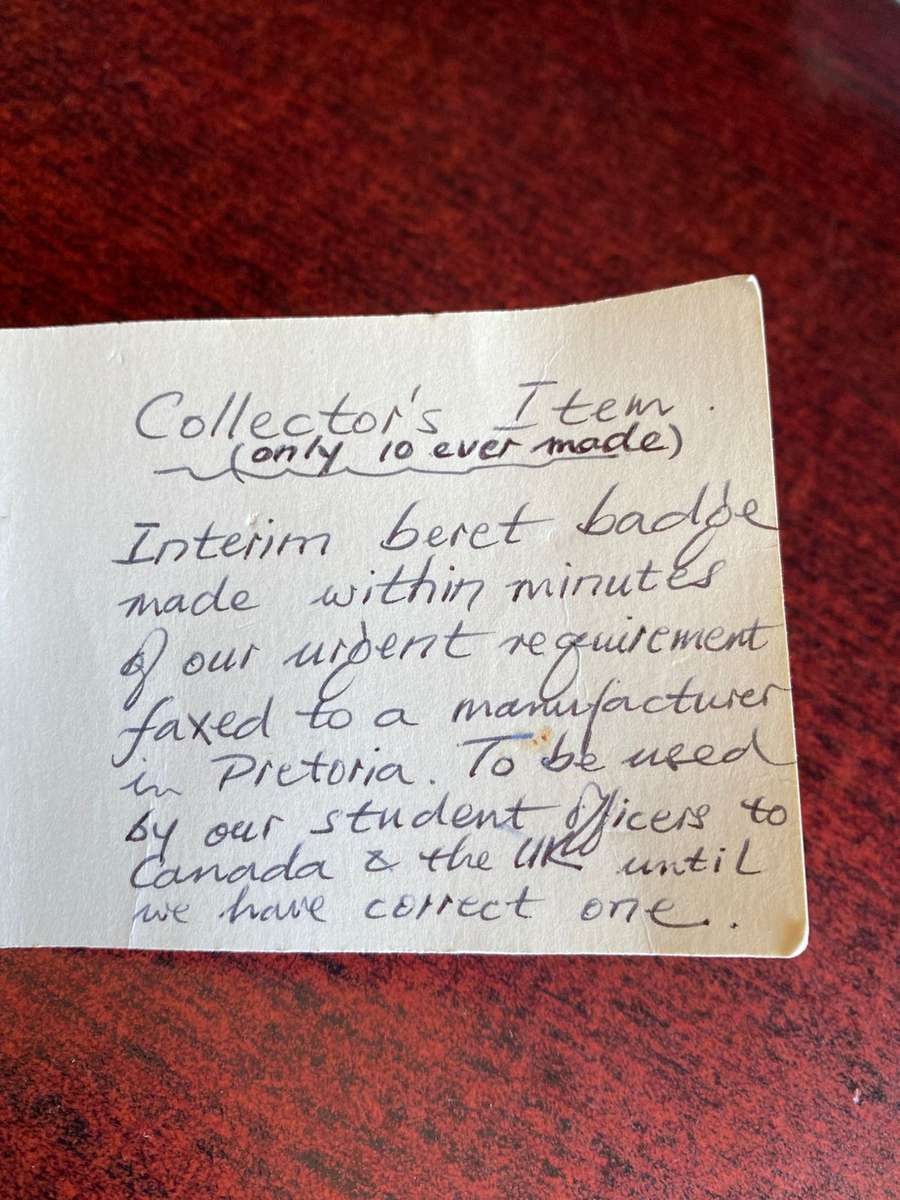 Collector's Item.
(only 10 ever made)
Interim beret badge
made within minutes
of our urgent requirement
faxed to a manufacturer
in Pretoria. To be used
by our student officers to
Canada & the UK until
we have correct one.